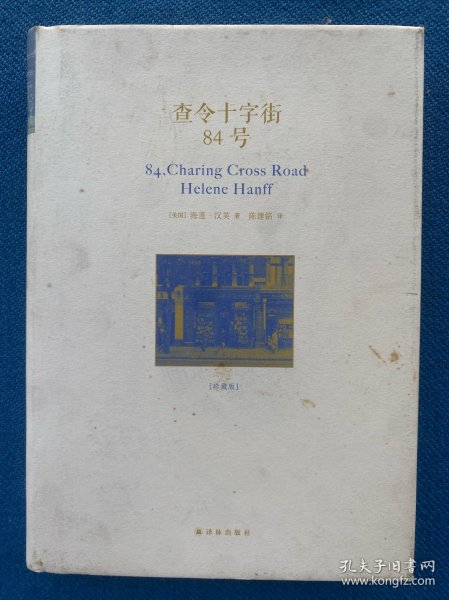 查令十字街
84号
84, Charing Cross Road
Helene Hanff
[美国] 海莲·汉芙 著 陈建铭 译
[珍藏版]
译林出版社
孔夫子旧书网
www.kongfz.com